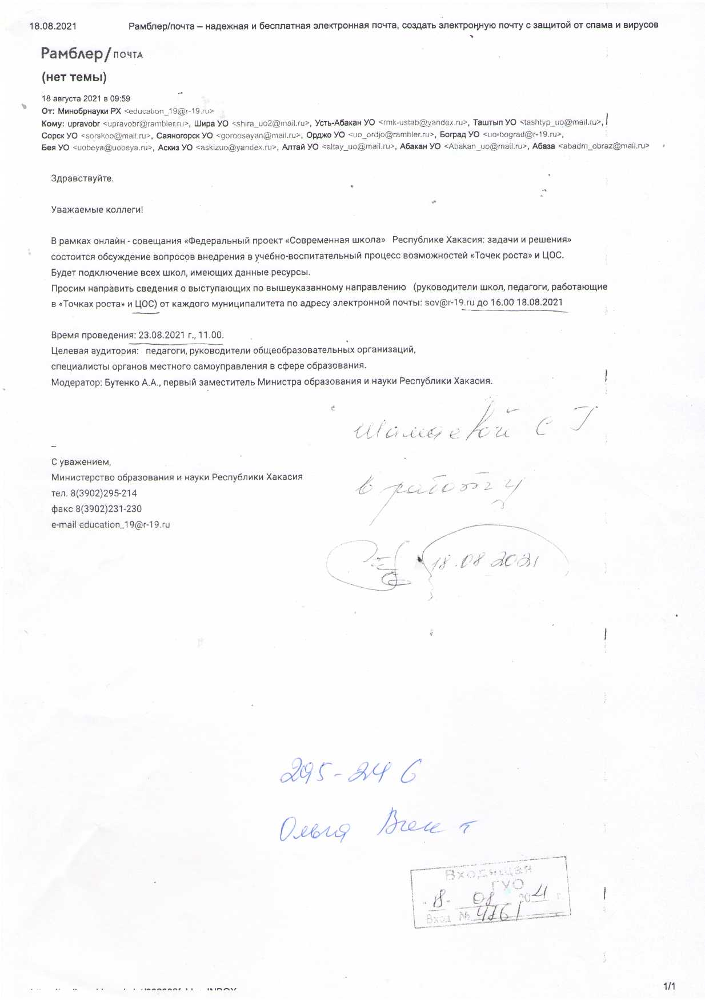 18.08.2021 Рамблер/почта – надежная и бесплатная электронная почта, создать электронную почту с защитой от спама и вирусов
Рамблер/ПОЧТА
(нет темы)
18 августа 2021 в 09:59
От: Минобрнауки РХ <education_19@r-19.ru>
Кому: upravobr <upravobr@rambler.ru>, Шира УО <shira_uo2@mail.ru>, Усть-Абакан УО <rmk-ustab@yandex.ru>, Таштып УО <tashtyp_uo@mail.ru>,
Сорск УО <sorskoo@mail.ru>, Саяногорск УО <goroosayan@mail.ru>, Орджо УО <uo_ordjo@rambler.ru>, Боград УО <uo-bograd@r-19.ru>,
Бея УО <uobeya@uobeya.ru>, Аскиз УО <askizuo@yandex.ru>, Алтай УО <altay_uo@mail.ru>, Абакан УО <Abakan_uo@mail.ru>, Абаза <abadm_obraz@mail.ru>
Здравствуйте.
Уважаемые коллеги!
В рамках онлайн - совещания «Федеральный проект «Современная школа» Республике Хакасия: задачи и решения»
состоится обсуждение вопросов внедрения в учебно-воспитательный процесс возможностей «Точек роста» и ЦОС.
Будет подключение всех школ, имеющих данные ресурсы.
Просим направить сведения о выступающих по вышеуказанному направлению (руководители школ, педагоги, работающие
в «Точках роста» и ЦОС) от каждого муниципалитета по адресу электронной почты: sov@r-19.ru до 16.00 18.08.2021
Время проведения: 23.08.2021 г., 11.00.
Целевая аудитория: педагоги, руководители общеобразовательных организаций,
специалисты органов местного самоуправления в сфере образования.
Модератор: Бутенко А.А., первый заместитель Министра образования и науки Республики Хакасия.
Шамаевой С Г
--
С уважением,
Министерство образования и науки Республики Хакасия
в работу
тел. 8(3902)295-214
факс 8(3902)231-230
e-mail education_19@r-19.ru
18.08 2021
295-24 6
Ольга
Входящая
ГУО
08 20 г.
Вход №
1/1